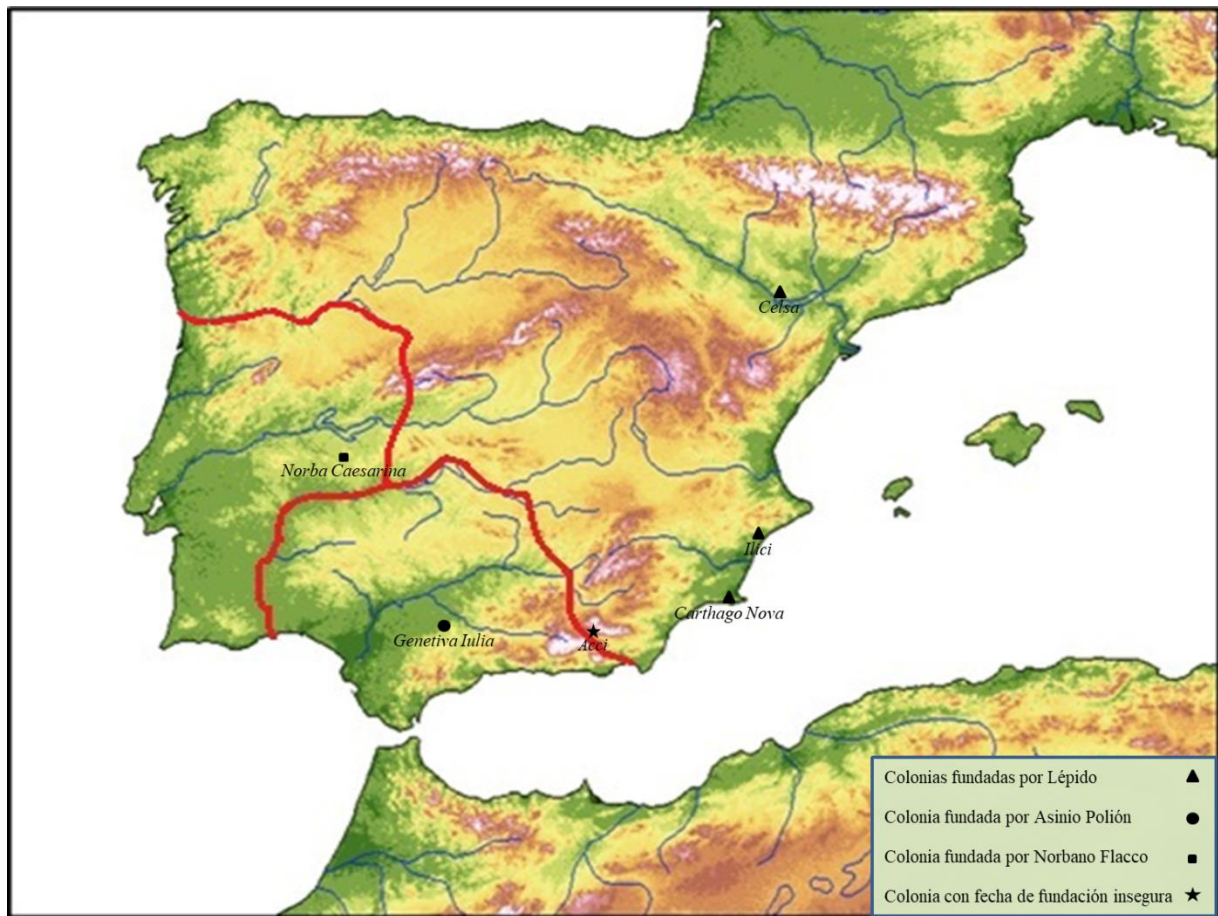 Celsa
Norba Caesarina
Ilici
Carthago Nova
Genetiva Iulia
Acci
Colonias fundadas por Lépido
Colonia fundada por Asinio Polión
Colonia fundada por Norbano Flacco
Colonia con fecha de fundación insegura